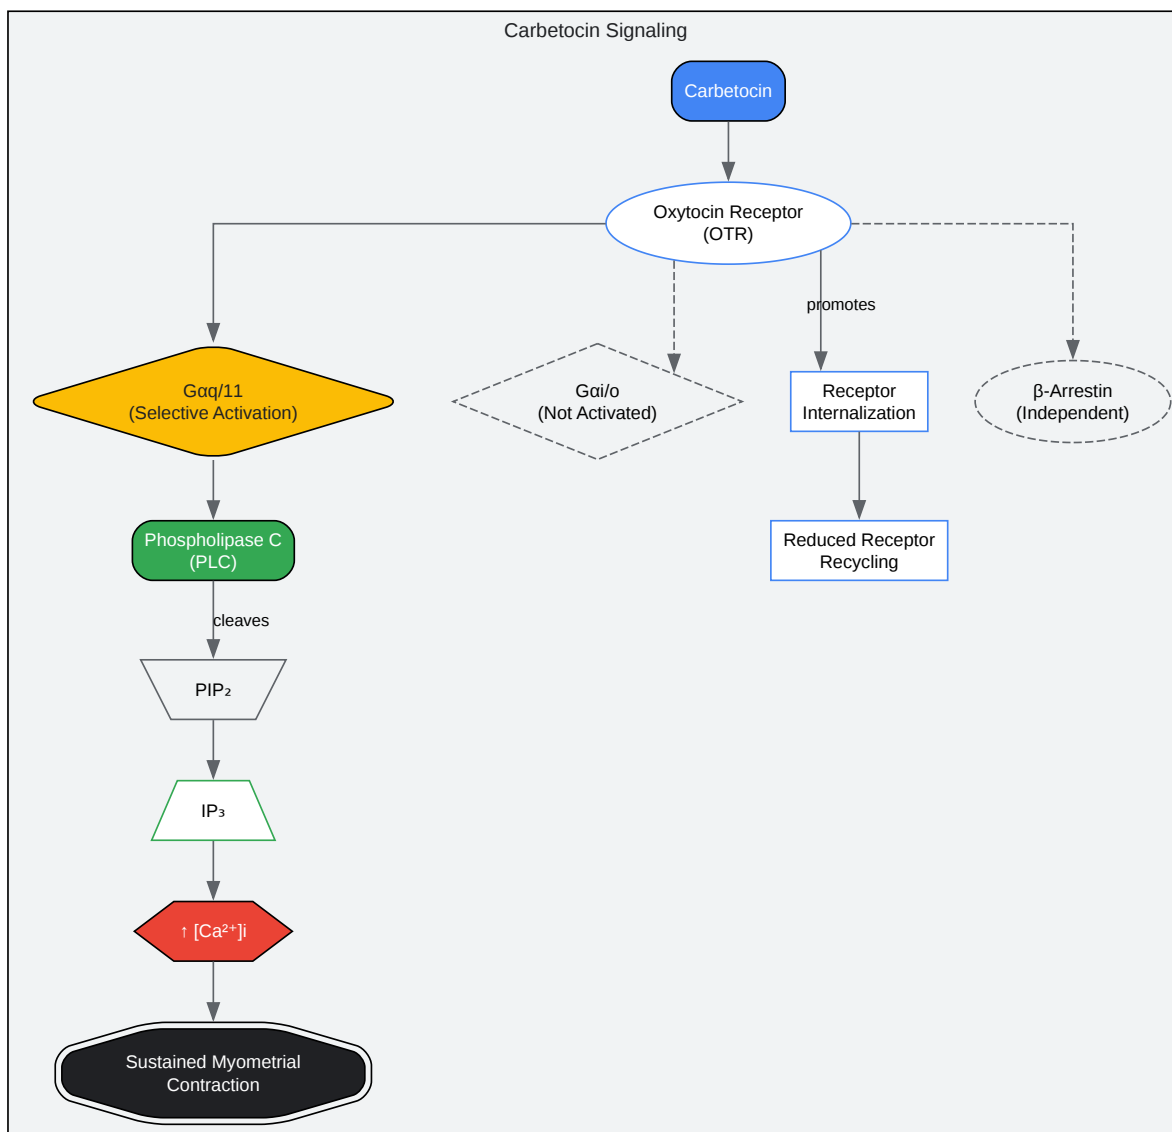 Carbetocin Signaling
Carbetocin
Oxytocin Receptor
(OTR)
promotes
Gαq/11
(Selective Activation)
Gαi/o
(Not Activated)
Receptor
Internalization
β-Arrestin
(Independent)
Phospholipase C
(PLC)
Reduced Receptor
Recycling
cleaves
PIP₂
IP₃
↑ [Ca²⁺]i
Sustained Myometrial
Contraction